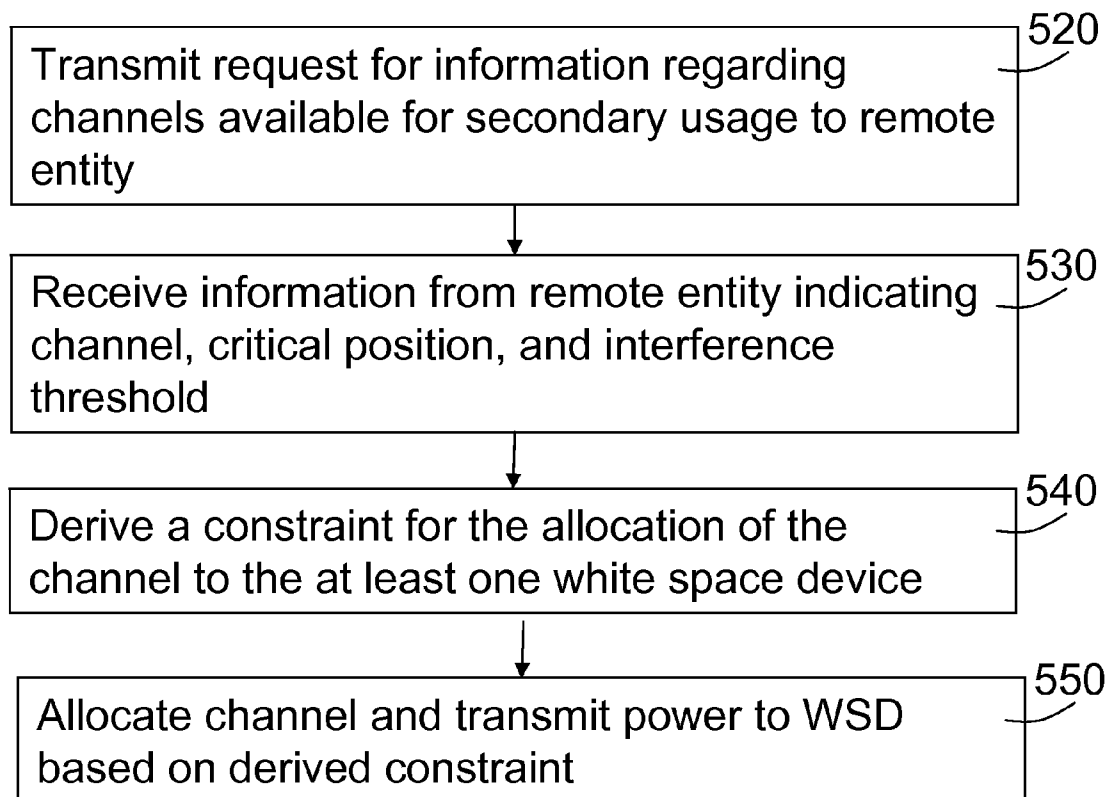 520
Transmit request for information regarding
channels available for secondary usage to remote
entity
530
Receive information from remote entity indicating
channel, critical position, and interference
threshold
540
Derive a constraint for the allocation of the
channel to the at least one white space device
550
Allocate channel and transmit power to WSD
based on derived constraint